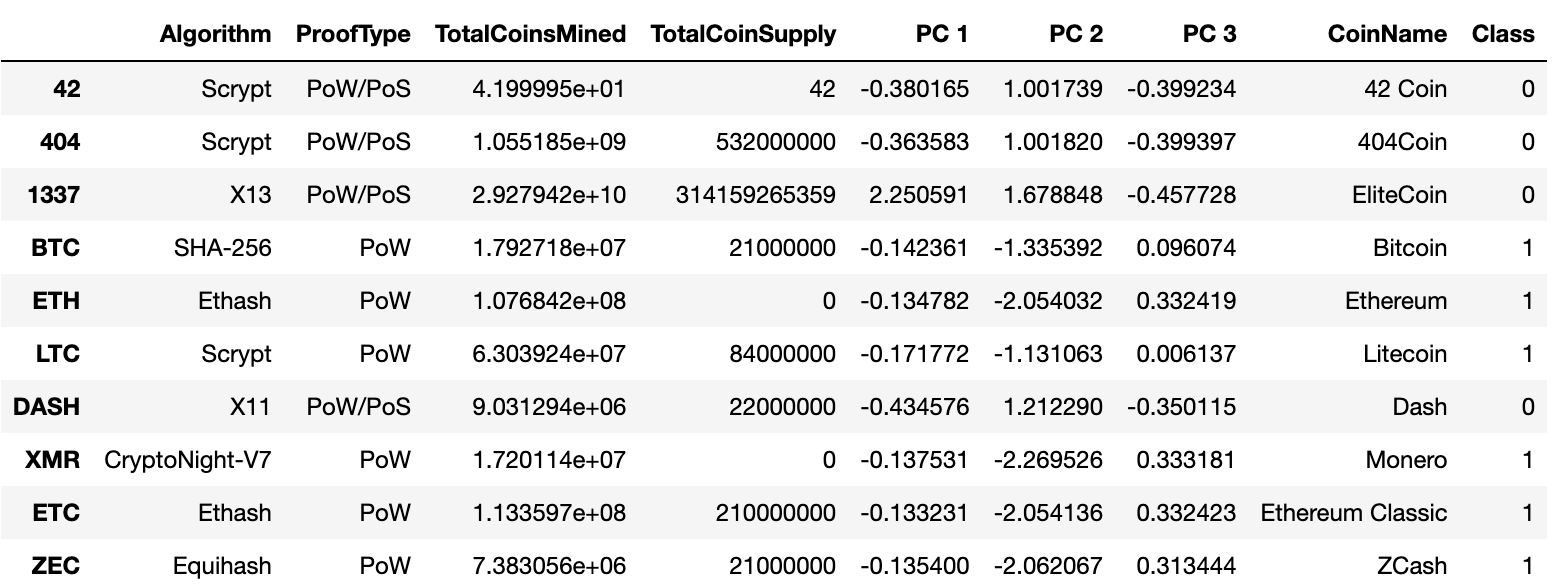 Algorithm ProofType TotalCoinsMined TotalCoinSupply PC 1 PC 2 PC 3 CoinName Class
42 Scrypt PoW/PoS 4.199995e+01 42 -0.380165 1.001739 -0.399234 42 Coin 0
404 Scrypt PoW/PoS 1.055185e+09 532000000 -0.363583 1.001820 -0.399397 404Coin 0
1337 X13 PoW/PoS 2.927942e+10 314159265359 2.250591 1.678848 -0.457728 EliteCoin 0
BTC SHA-256 PoW 1.792718e+07 21000000 -0.142361 -1.335392 0.096074 Bitcoin 1
ETH Ethash PoW 1.076842e+08 0 -0.134782 -2.054032 0.332419 Ethereum 1
LTC Scrypt PoW 6.303924e+07 84000000 -0.171772 -1.131063 0.006137 Litecoin 1
DASH X11 PoW/PoS 9.031294e+06 22000000 -0.434576 1.212290 -0.350115 Dash 0
XMR CryptoNight-V7 PoW 1.720114e+07 0 -0.137531 -2.269526 0.333181 Monero 1
ETC Ethash PoW 1.133597e+08 210000000 -0.133231 -2.054136 0.332423 Ethereum Classic 1
ZEC Equihash PoW 7.383056e+06 21000000 -0.135400 -2.062067 0.313444 ZCash 1